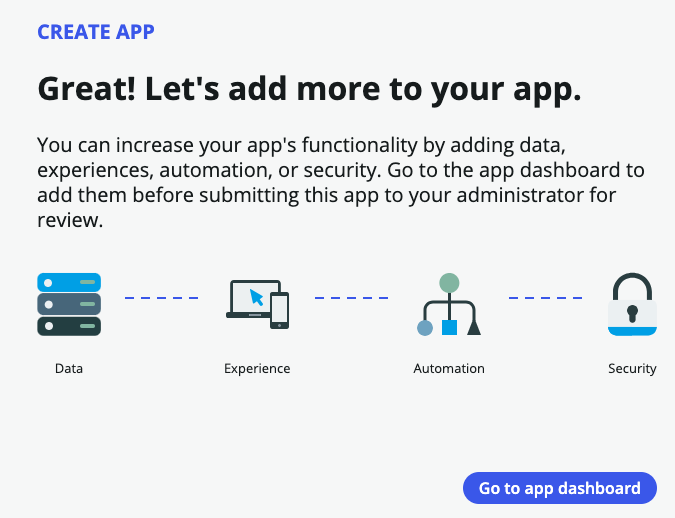 CREATE APP
Great! Let's add more to your app.
You can increase your app's functionality by adding data,
experiences, automation, or security. Go to the app dashboard to
add them before submitting this app to your administrator for
review.
Data
Experience
Automation
Security
Go to app dashboard